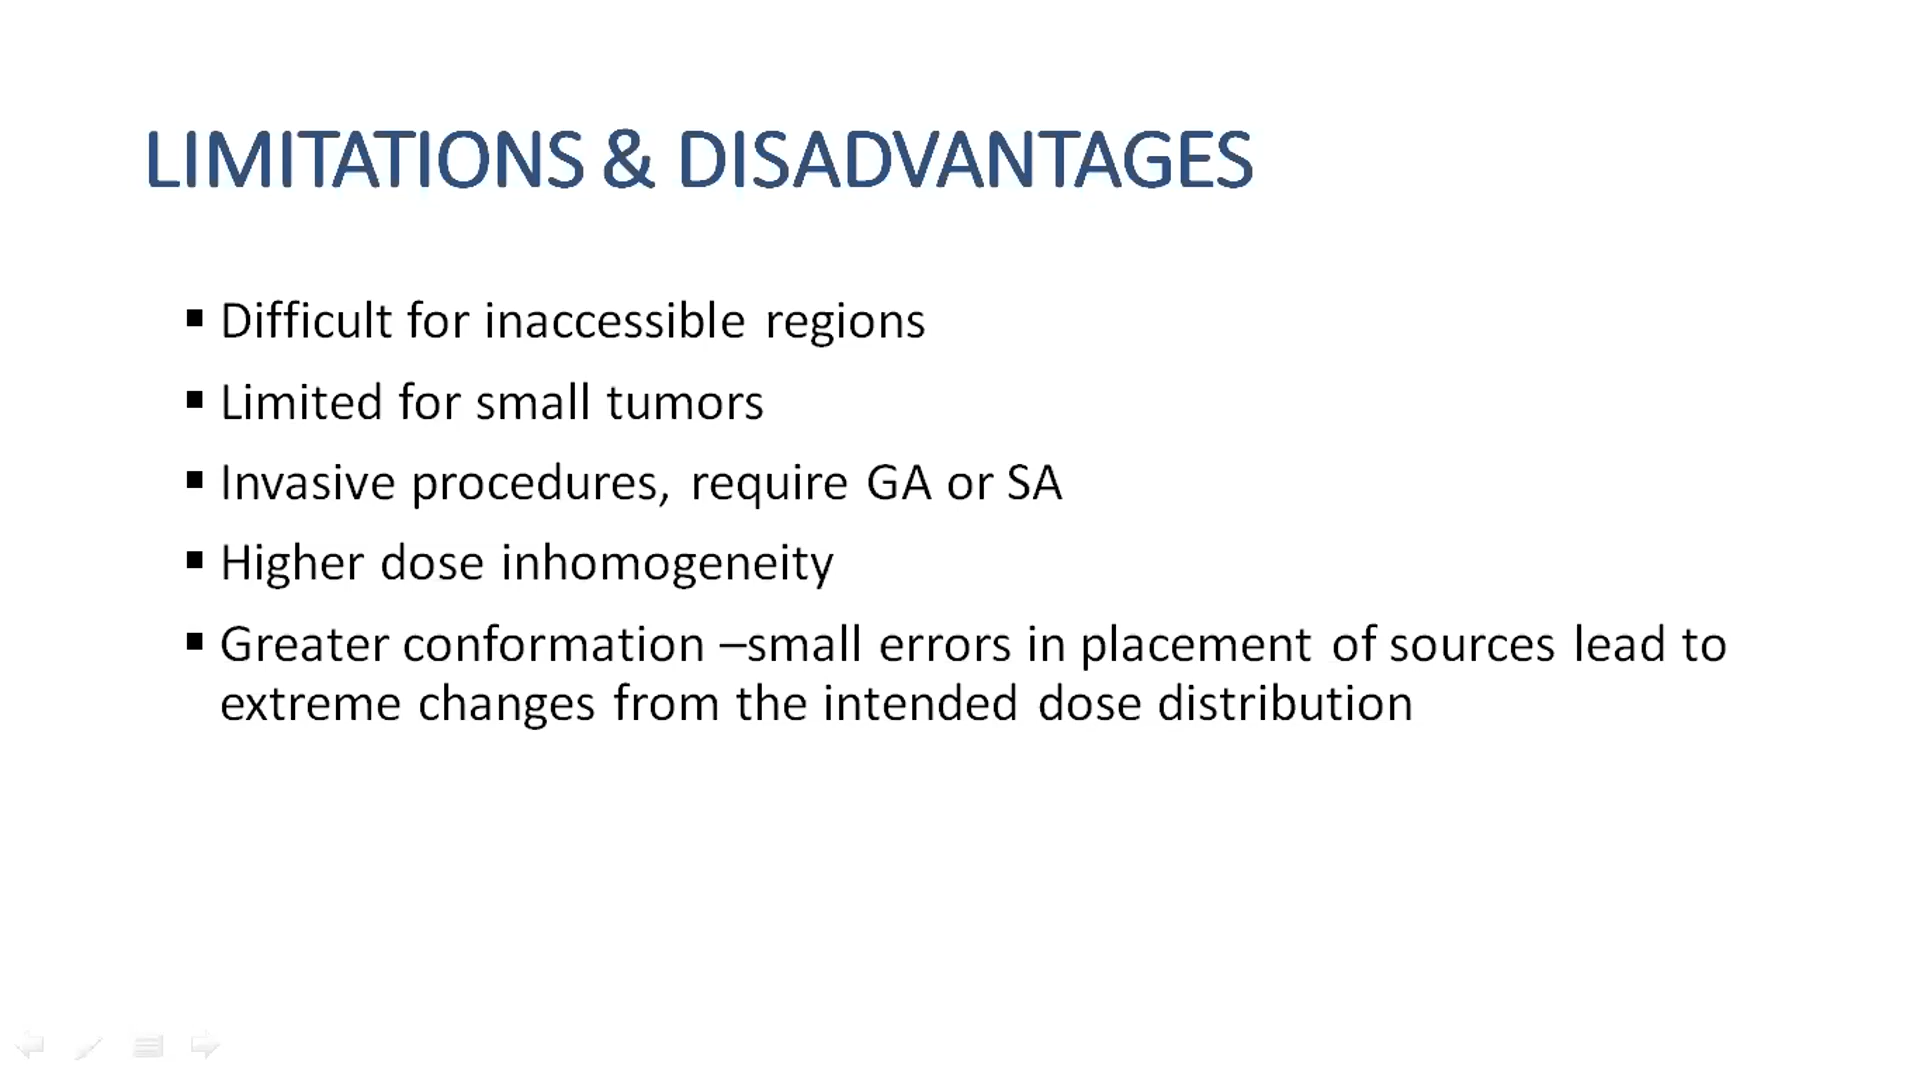 LIMITATIONS & DISADVANTAGES
▪ Difficult for inaccessible regions
▪ Limited for small tumors
▪ Invasive procedures, require GA or SA
▪ Higher dose inhomogeneity
▪ Greater conformation –small errors in placement of sources lead to
extreme changes from the intended dose distribution